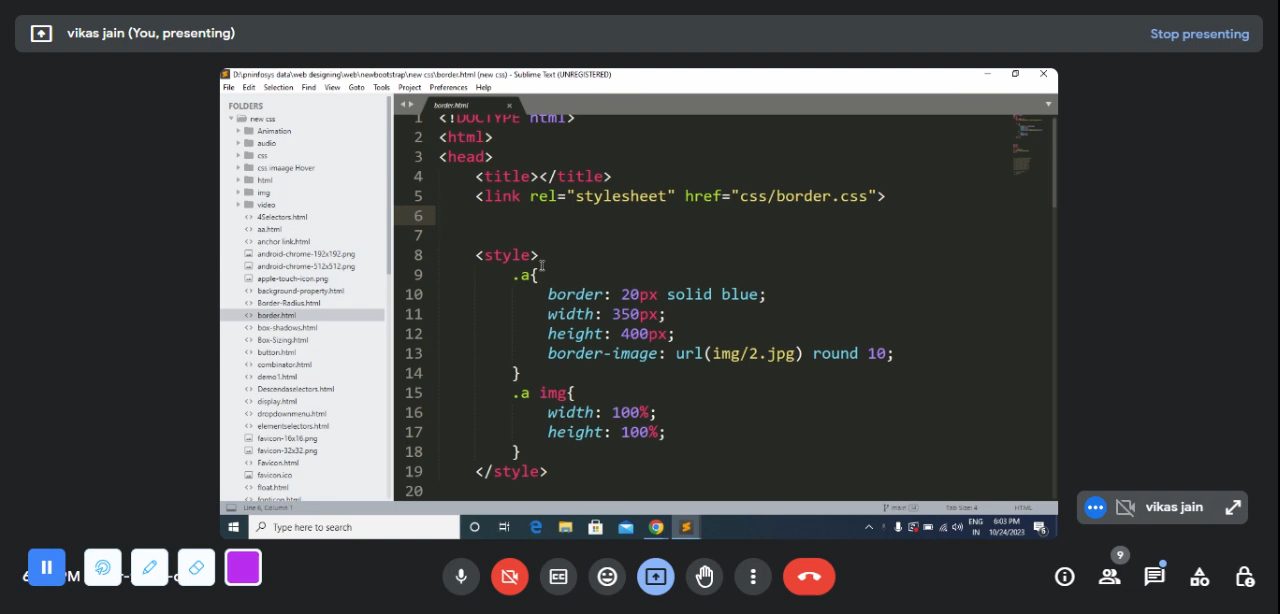 vikas jain (You, presenting)
Stop presenting
D:\pninfosys data\web designing\web\newbootstrap\new css\border.html (new css) - Sublime Text (UNREGISTERED)
File Edit Selection Find View Goto Tools Project Preferences Help
FOLDERS
new css
Animation
audio
css
css imaage Hover
html
img
video
4Selectors.html
aa.html
anchor link.html
android-chrome-192x192.png
android-chrome-512x512.png
apple-touch-icon.png
background-property.html
Border-Radius.html
border.html
box-shadows.html
Box-Sizing.html
button.html
combinator.html
demo1.html
Descendaselectors.html
display.html
dropdownmenu.html
elementselectors.html
favicon-16x16.png
favicon-32x32.png
Favicon.html
favicon.ico
float.html
fonticon.html
border.html
1 <!DOCTYPE html>
2 <html>
3 <head>
4 <title></title>
5 <link rel="stylesheet" href="css/border.css">
6
7
8 <style>
9 .a{
10 border: 20px solid blue;
11 width: 350px;
12 height: 400px;
13 border-image: url(img/2.jpg) round 10;
14 }
15 .a img{
16 width: 100%;
17 height: 100%;
18 }
19 </style>
20
Line 6, Column 1
main
Tab Size: 4
HTML
Type here to search
ENG
IN
6:03 PM
10/24/2023
vikas jain
9